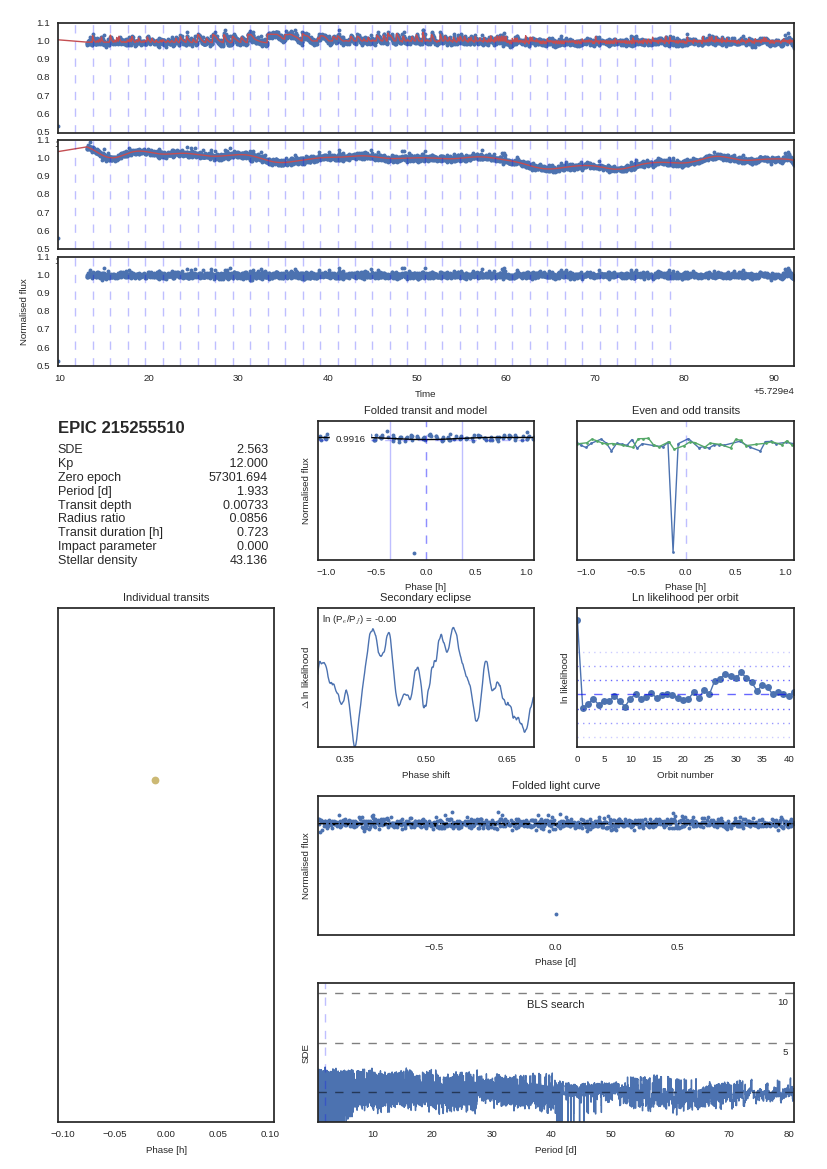 1.1
1.0
0.9
0.8
0.7
0.6
0.5
1.1
1.0
0.9
0.8
0.7
0.6
0.5
1.1
1.0
0.9
0.8
0.7
0.6
0.5
Normalised flux
10 20 30 40 50 60 70 80 90
Time
+5.729e4
EPIC 215255510
SDE 2.563
Kp 12.000
Zero epoch 57301.694
Period [d] 1.933
Transit depth 0.00733
Radius ratio 0.0856
Transit duration [h] 0.723
Impact parameter 0.000
Stellar density 43.136
Folded transit and model
0.9916
Normalised flux
−1.0 −0.5 0.0 0.5 1.0
Phase [h]
Even and odd transits
−1.0 −0.5 0.0 0.5 1.0
Phase [h]
Individual transits
−0.10 −0.05 0.00 0.05 0.10
Phase [h]
Secondary eclipse
Δ ln likelihood
0.35 0.50 0.65
Phase shift
Ln likelihood per orbit
ln likelihood
0 5 10 15 20 25 30 35 40
Orbit number
Folded light curve
Normalised flux
−0.5 0.0 0.5
Phase [d]
BLS search
10
5
SDE
10 20 30 40 50 60 70 80
Period [d]